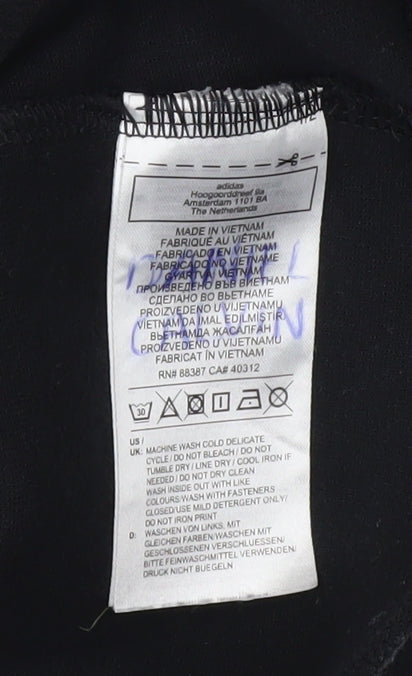 adidas
Hoogoorddreef 9a
Amsterdam 1101 BA
The Netherlands
MADE IN VIETNAM
FABRIQUÉ AU VIÊTNAM
FABRICADO EN VIETNAM
FABRICADO NO VIETNAME
GYÁRTVA VIETNAM
DANIEL
ПРОИЗВЕДЕНО ВЪВ ВИЕТНАМ
СДЕЛАНО ВО ВЬЕТНАМЕ
PROIZVEDENO U VIJETNAMU
CALVIN
VIETNAM'DA IMAL EDILMIŞTIR
ВЬЕТНАМДА ЖАСАЛҒАН
PROIZVEDENO U VIJETNAMU
FABRICAT ÎN VIETNAM
RN# 88387 CA# 40312
30
US /
UK: MACHINE WASH COLD DELICATE
CYCLE / DO NOT BLEACH / DO NOT
TUMBLE DRY / LINE DRY / COOL IRON IF
NEEDED / DO NOT DRY CLEAN
WASH INSIDE OUT WITH LIKE
COLOURS/WASH WITH FASTENERS
CLOSED/USE MILD DETERGENT ONLY/
DO NOT IRON PRINT
D: WASCHEN VON LINKS, MIT
GLEICHEN FARBEN/WASCHEN MIT
GESCHLOSSENEN VERSCHLUESSEN/
BITTE FEINWASCHMITTEL VERWENDEN/
DRUCK NICHT BUEGELN